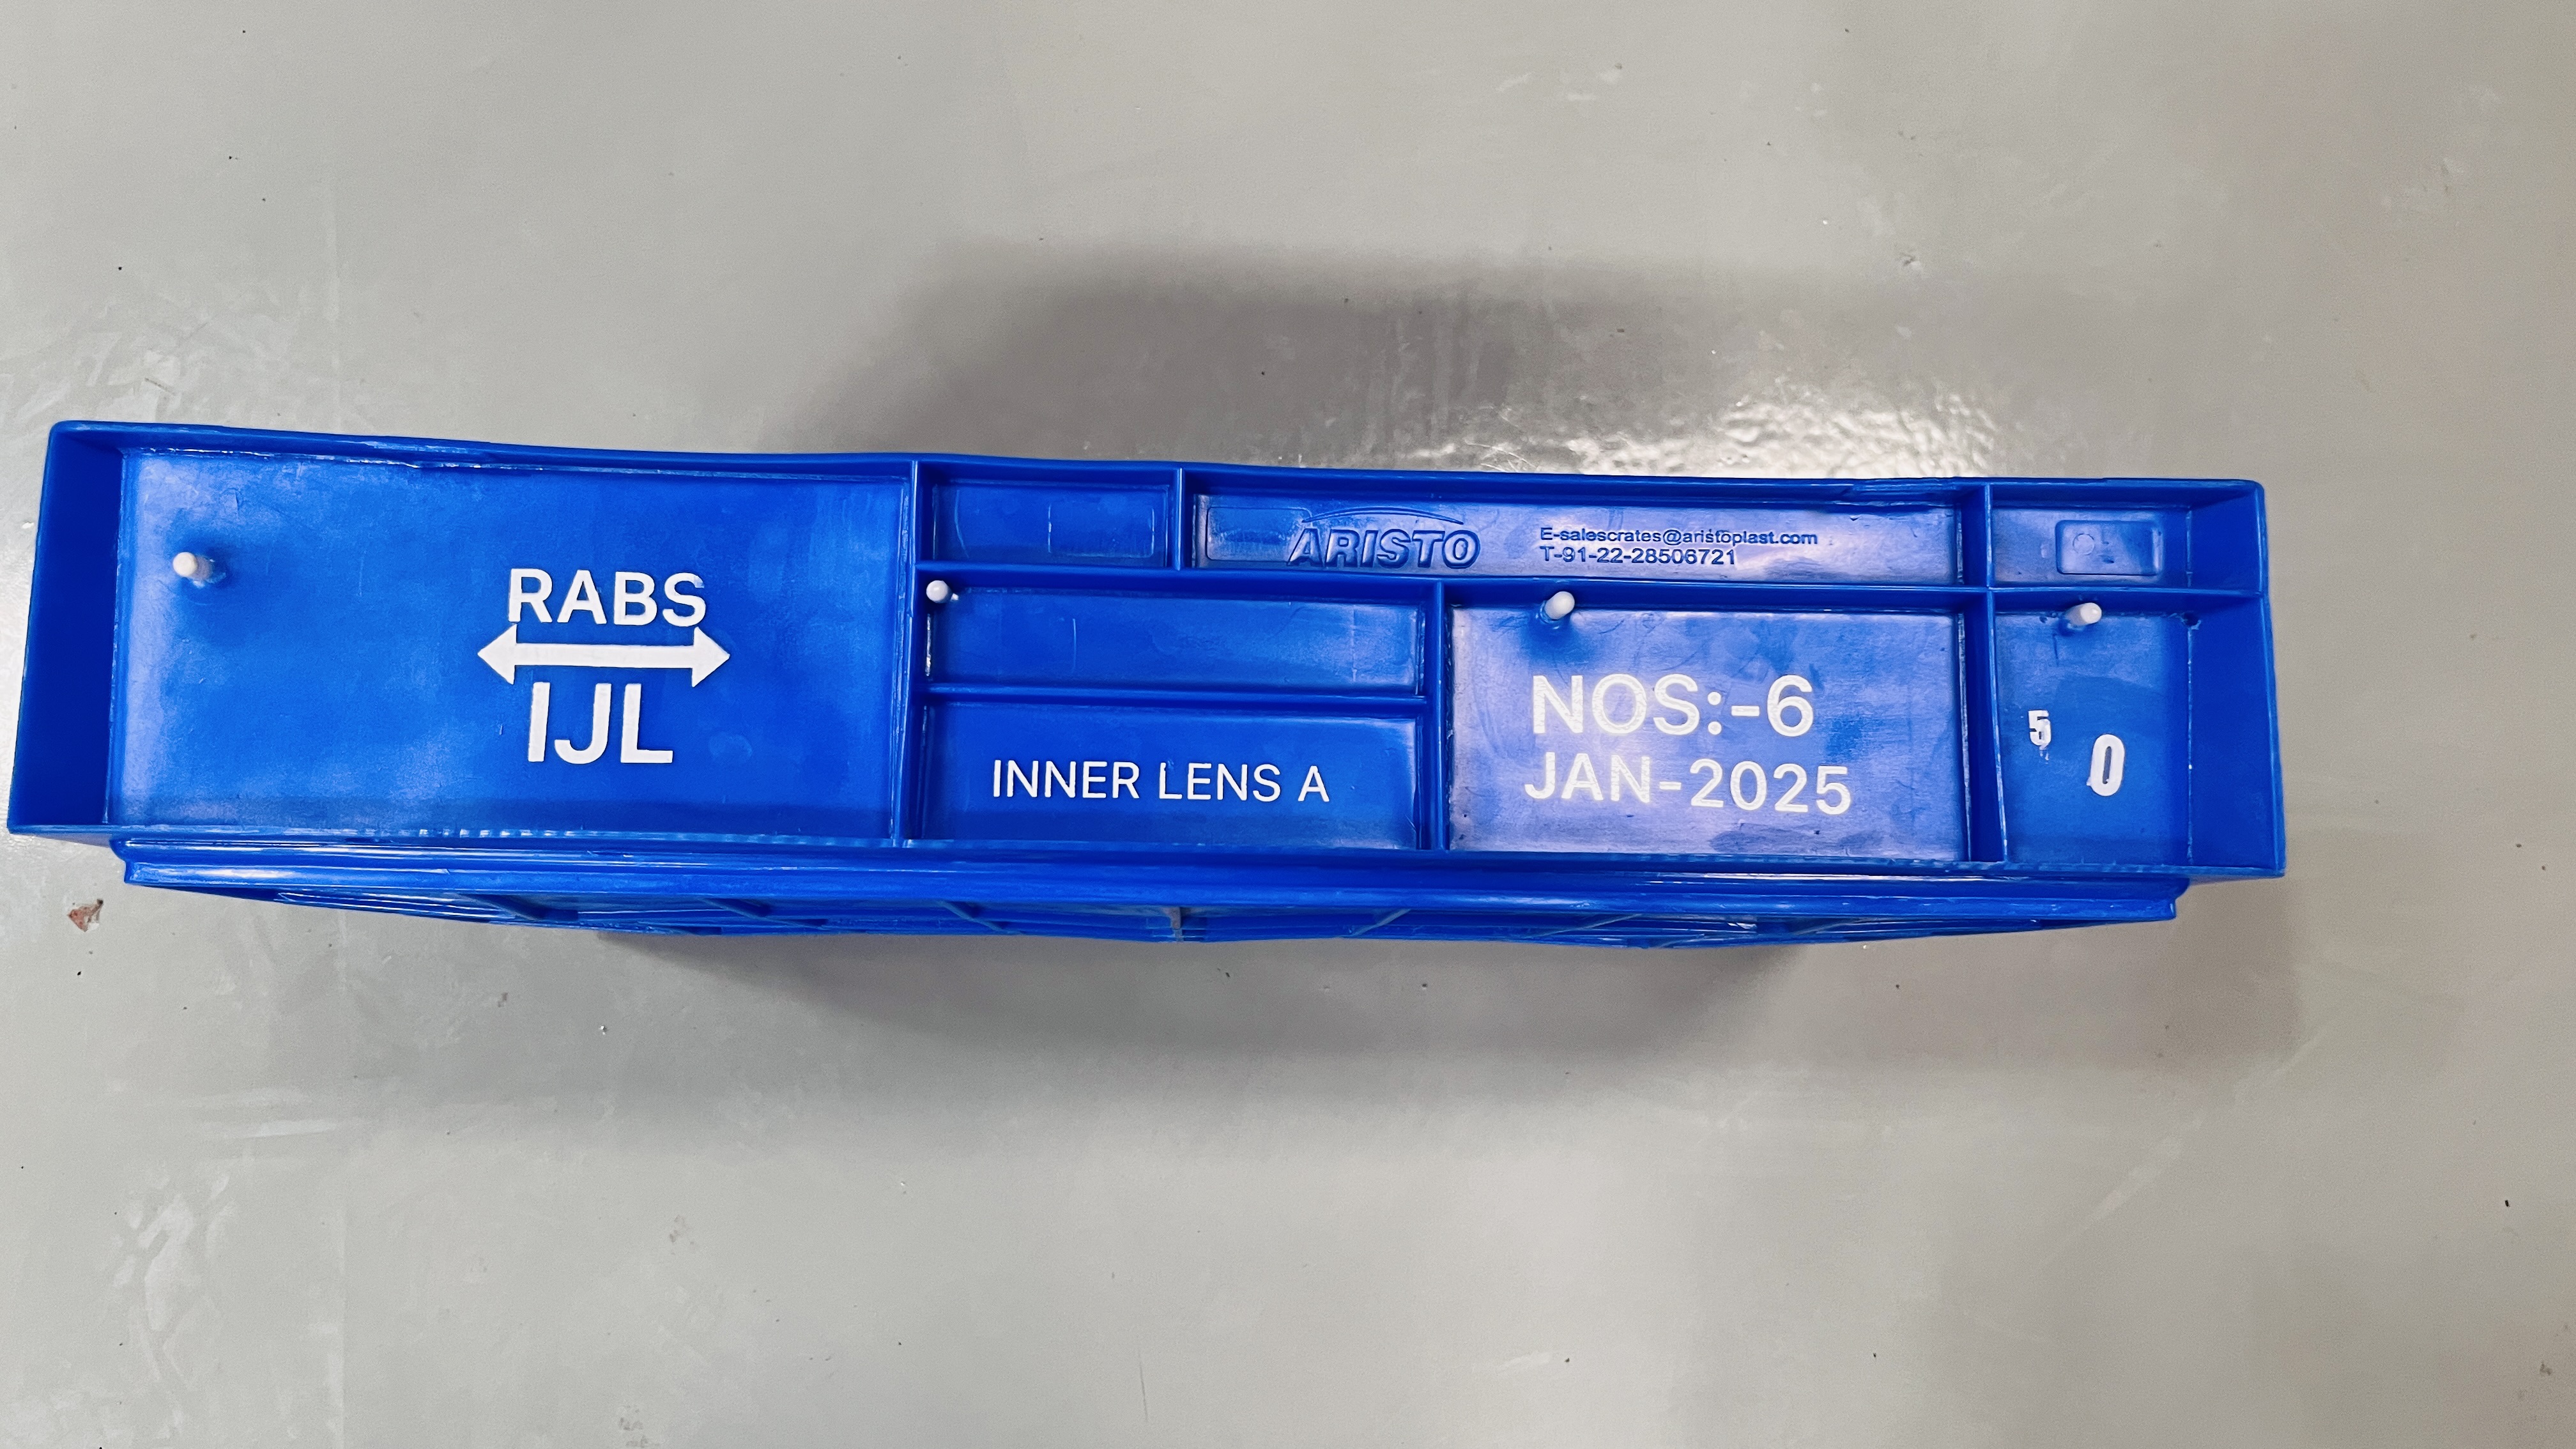 RABS
IJL
ARISTO
E-salescrates@aristoplast.com
T-91-22-28506721
INNER LENS A
NOS:-6
JAN-2025
5
0